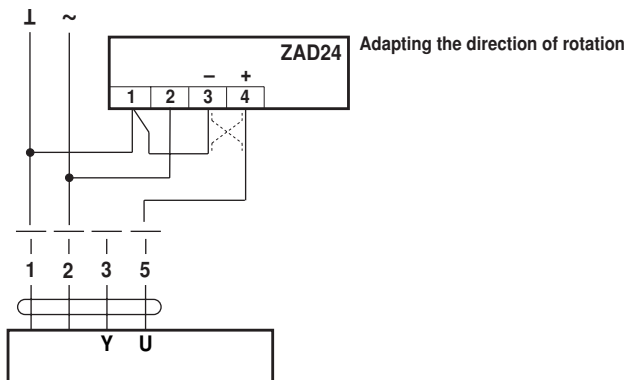 ⊥ ~
ZAD24
Adapting the direction of rotation
– +
1 2 3 4
1 2 3 5
Y U